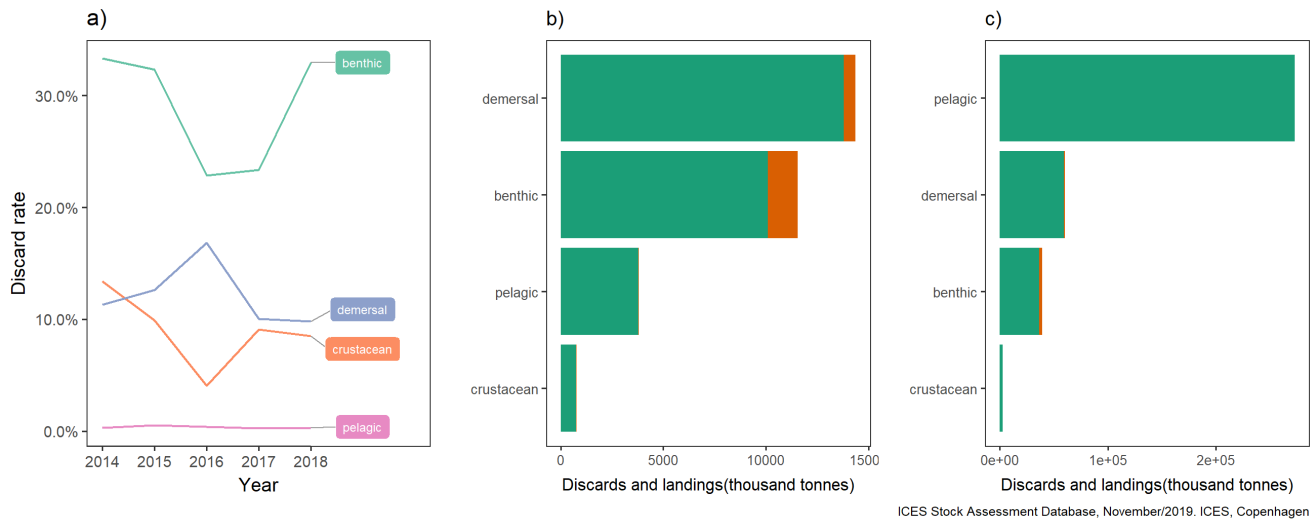 a)
Discard rate
30.0%
20.0%
10.0%
0.0%
benthic
demersal
crustacean
pelagic
2014 2015 2016 2017 2018
Year
b)
demersal
benthic
pelagic
crustacean
0 5000 10000 1500
Discards and landings(thousand tonnes)
c)
pelagic
demersal
benthic
crustacean
0e+00 1e+05 2e+05
Discards and landings(thousand tonnes)
ICES Stock Assessment Database, November/2019. ICES, Copenhagen